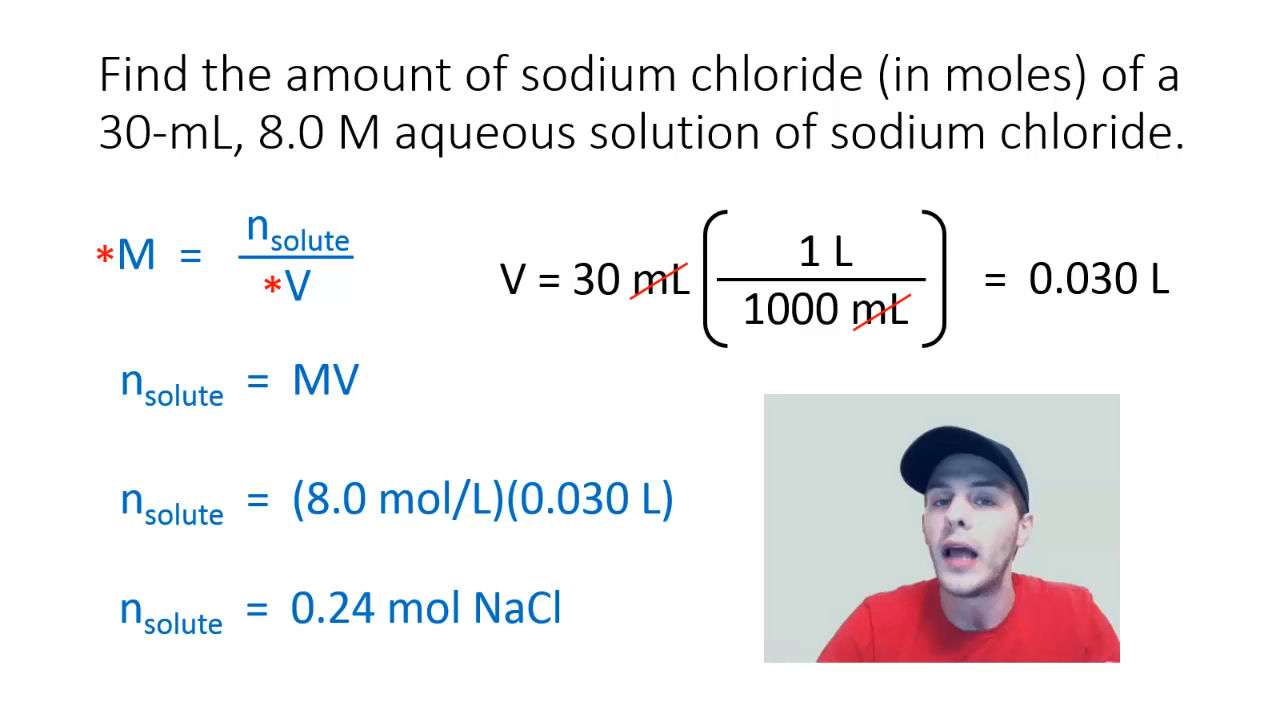 Find the amount of sodium chloride (in moles) of a
30-mL, 8.0 M aqueous solution of sodium chloride.
*M = n_solute / *V
V = 30 mL (1 L / 1000 mL) = 0.030 L
n_solute = MV
n_solute = (8.0 mol/L)(0.030 L)
n_solute = 0.24 mol NaCl